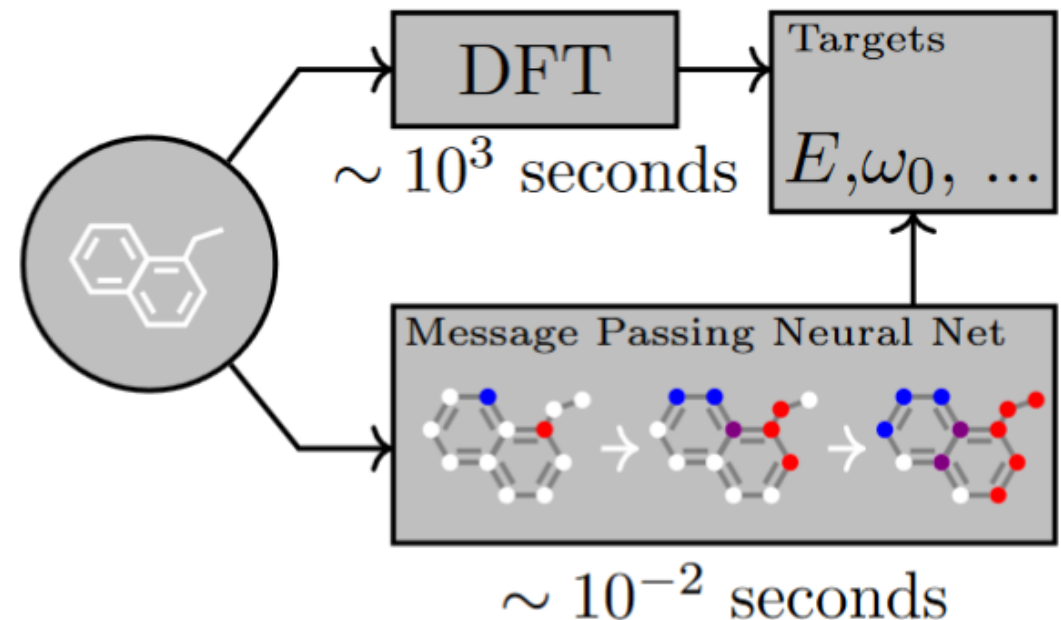 DFT
~ 10³ seconds
Targets
E,ω₀, ...
Message Passing Neural Net
~ 10⁻² seconds